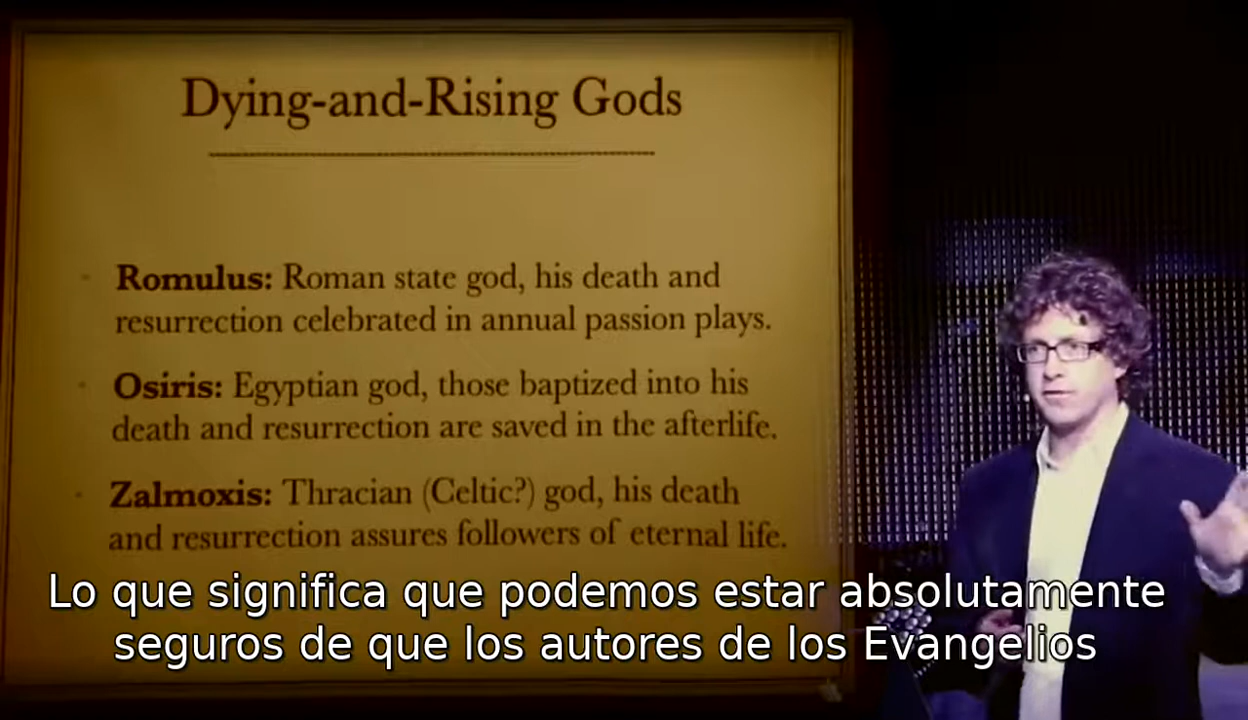 Dying-and-Rising Gods
Romulus: Roman state god, his death and
resurrection celebrated in annual passion plays.
Osiris: Egyptian god, those baptized into his
death and resurrection are saved in the afterlife.
Zalmoxis: Thracian (Celtic?) god, his death
and resurrection assures followers of eternal life.
Lo que significa que podemos estar absolutamente
seguros de que los autores de los Evangelios